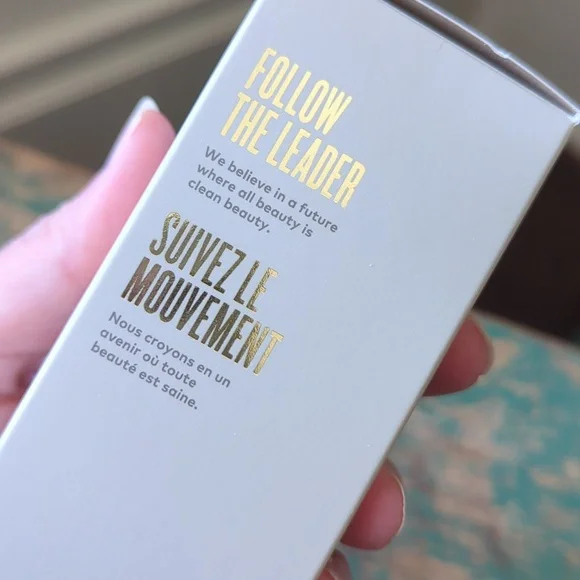 FOLLOW
THE LEADER
We believe in a future
where all beauty is
clean beauty.
SUIVEZ LE
MOUVEMENT
Nous croyons en un
avenir où toute
beauté est saine.